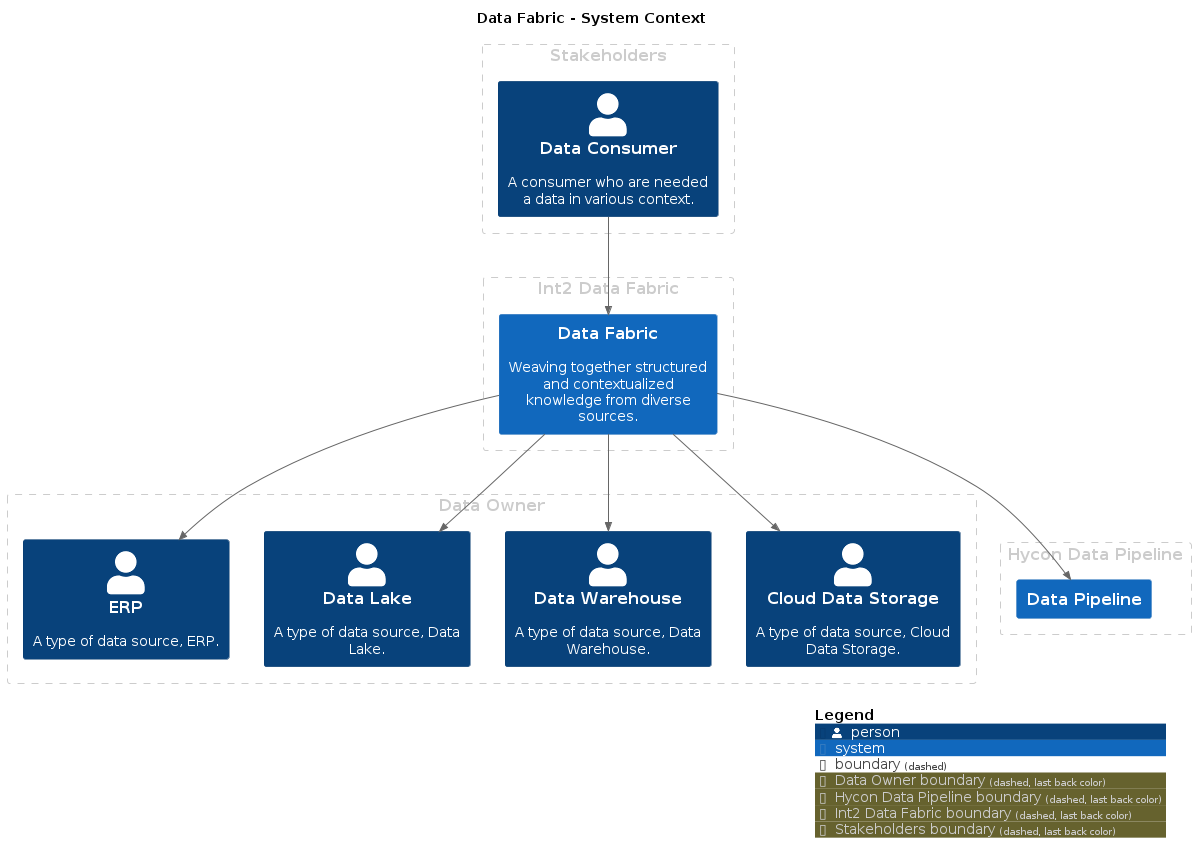 Data Fabric - System Context
Stakeholders
Data Consumer
A consumer who are needed
a data in various context.
Int2 Data Fabric
Data Fabric
Weaving together structured
and contextualized
knowledge from diverse
sources.
Data Owner
ERP
A type of data source, ERP.
Data Lake
A type of data source, Data
Lake.
Data Warehouse
A type of data source, Data
Warehouse.
Cloud Data Storage
A type of data source, Cloud
Data Storage.
Hycon Data Pipeline
Data Pipeline
Legend
person
system
boundary (dashed)
Data Owner boundary (dashed, last back color)
Hycon Data Pipeline boundary (dashed, last back color)
Int2 Data Fabric boundary (dashed, last back color)
Stakeholders boundary (dashed, last back color)